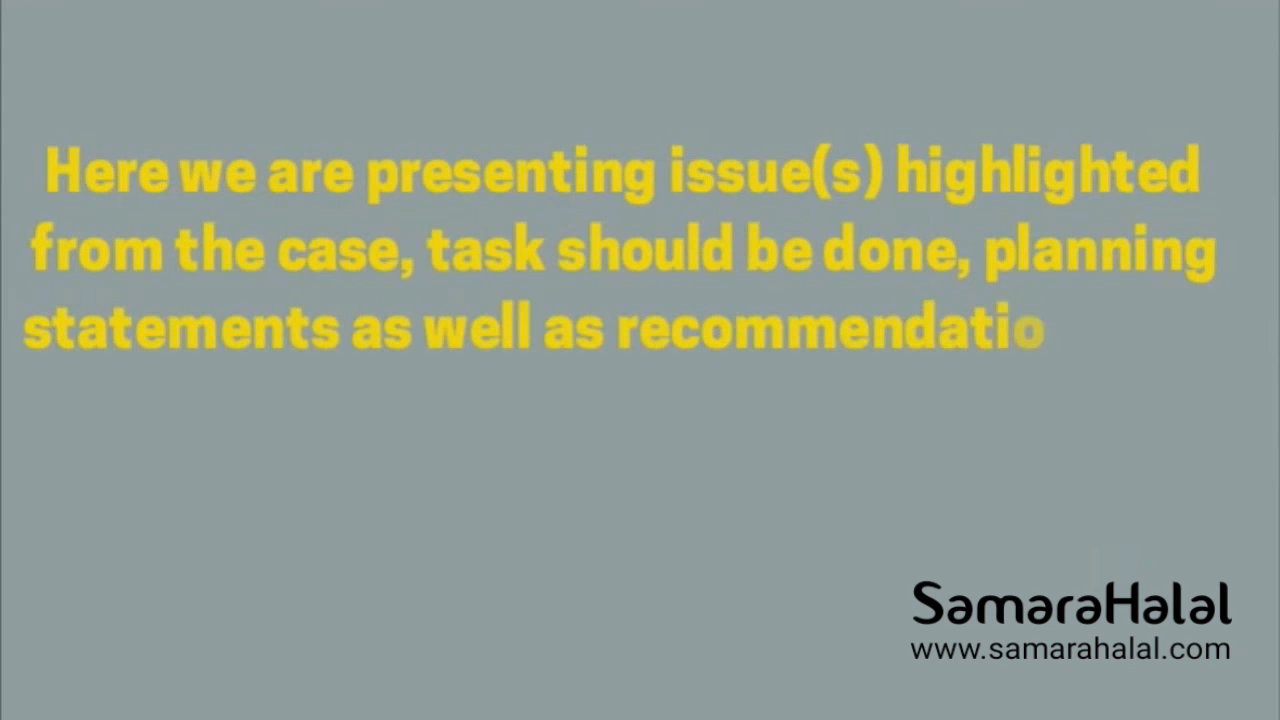 Here we are presenting issue(s) highlighted
from the case, task should be done, planning
statements as well as recommendatio
SamaraHalal
www.samarahalal.com